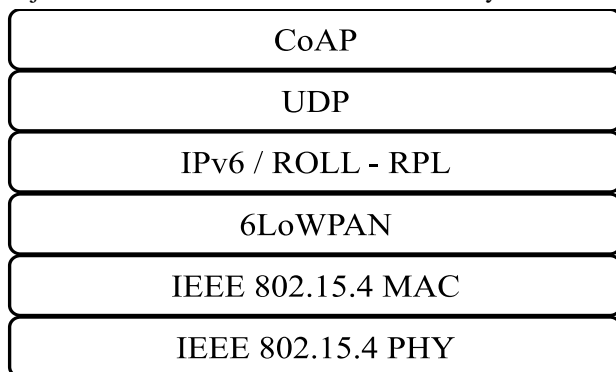 CoAP
UDP
IPv6 / ROLL - RPL
6LoWPAN
IEEE 802.15.4 MAC
IEEE 802.15.4 PHY